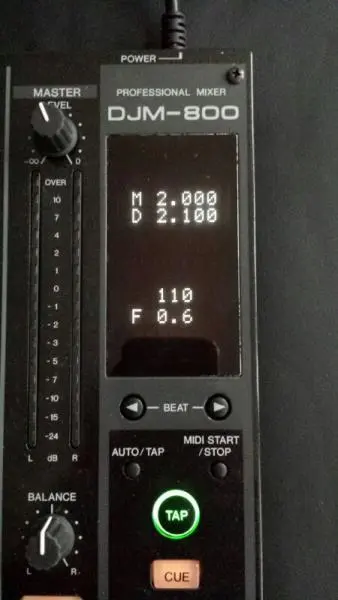 POWER
MASTER
LEVEL
-∞ 0
OVER
10
7
4
2
1
0
-1
-2
-3
-5
-7
-10
-15
-24
L dB R
BALANCE
L R
PROFESSIONAL MIXER
DJM-800
M 2.000
D 2.100
110
F 0.6
◀ BEAT ▶
AUTO/TAP
MIDI START
/STOP
TAP
CUE